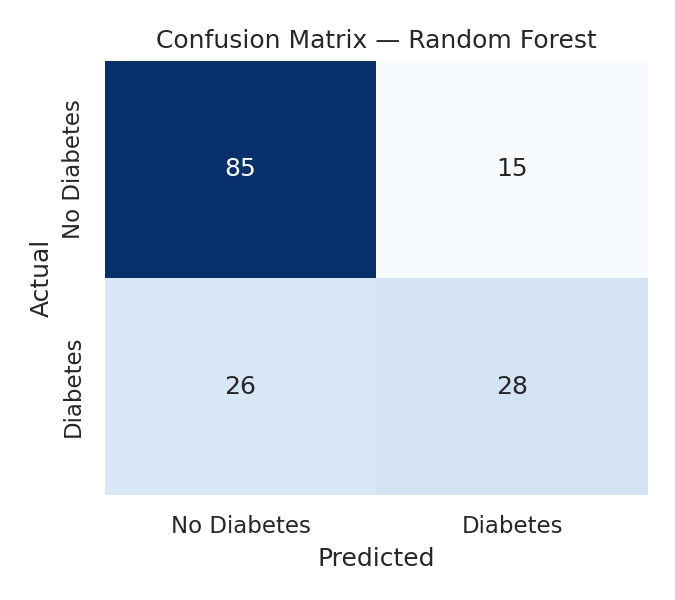 Confusion Matrix — Random Forest
No Diabetes
85
15
Actual
Diabetes
26
28
No Diabetes
Diabetes
Predicted